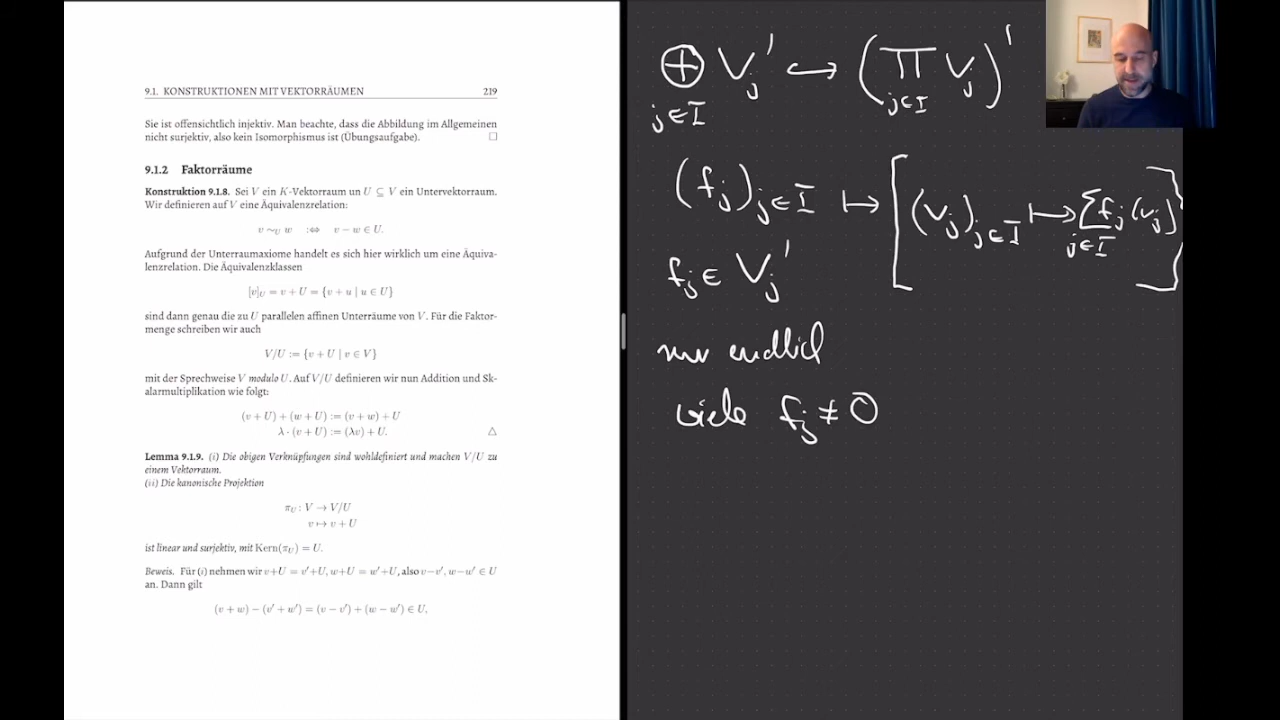 9.1. KONSTRUKTIONEN MIT VEKTORRÄUMEN 219
Sie ist offensichtlich injektiv. Man beachte, dass die Abbildung im Allgemeinen
nicht surjektiv, also kein Isomorphismus ist (Übungsaufgabe). □
9.1.2 Faktorräume
Konstruktion 9.1.8. Sei V ein K-Vektorraum un U ⊆ V ein Untervektorraum.
Wir definieren auf V eine Äquivalenzrelation:
v ∼_U w :⇔ v − w ∈ U.
Aufgrund der Unterraumaxiome handelt es sich hier wirklich um eine Äquiva-
lenzrelation. Die Äquivalenzklassen
[v]_U = v + U = {v + u | u ∈ U}
sind dann genau die zu U parallelen affinen Unterräume von V. Für die Faktor-
menge schreiben wir auch
V/U := {v + U | v ∈ V}
mit der Sprechweise V modulo U. Auf V/U definieren wir nun Addition und Sk-
alarmultiplikation wie folgt:
(v + U) + (w + U) := (v + w) + U
λ · (v + U) := (λv) + U. △
Lemma 9.1.9. (i) Die obigen Verknüpfungen sind wohldefiniert und machen V/U zu
einem Vektorraum.
(ii) Die kanonische Projektion
π_U : V → V/U
v ↦ v + U
ist linear und surjektiv, mit Kern(π_U) = U.
Beweis. Für (i) nehmen wir v+U = v′+U, w+U = w′+U, also v−v′, w−w′ ∈ U
an. Dann gilt
(v + w) − (v′ + w′) = (v − v′) + (w − w′) ∈ U,
⊕_{j∈I} V_j′ ↪ (∏_{j∈I} V_j)′
(f_j)_{j∈I} ↦ [(v_j)_{j∈I} ↦ Σ_{j∈I} f_j(v_j)]
f_j ∈ V_j′
nur endlich
viele f_j ≠ 0